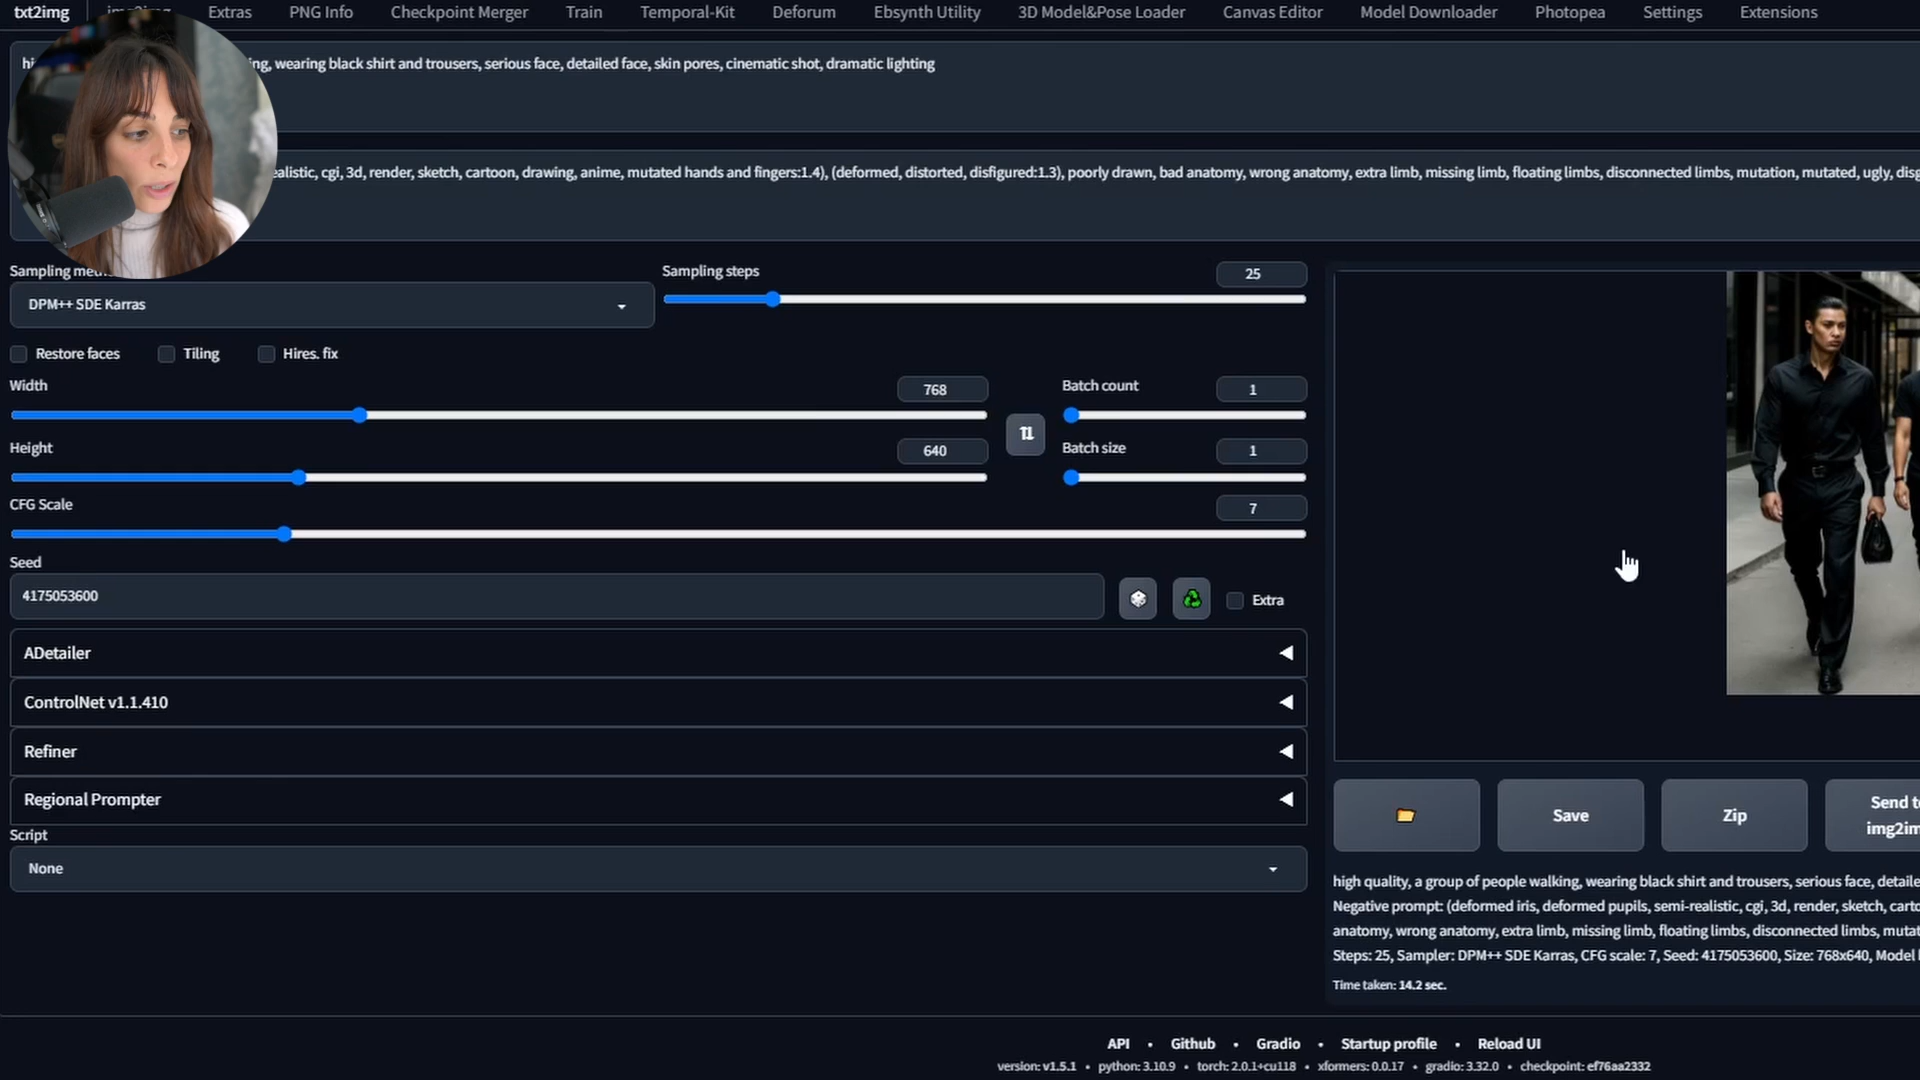 txt2img img2img Extras PNG Info Checkpoint Merger Train Temporal-Kit Deforum Ebsynth Utility 3D Model&Pose Loader Canvas Editor Model Downloader Photopea Settings Extensions
wearing black shirt and trousers, serious face, detailed face, skin pores, cinematic shot, dramatic lighting
cgi, 3d, render, sketch, cartoon, drawing, anime, mutated hands and fingers:1.4), (deformed, distorted, disfigured:1.3), poorly drawn, bad anatomy, wrong anatomy, extra limb, missing limb, floating limbs, disconnected limbs, mutation, mutated, ugly,
Sampling Sampling steps 25
DPM++ SDE Karras
Restore faces Tiling Hires. fix
Width 768 Batch count 1
Height 640 Batch size 1
CFG Scale 7
Seed
4175053600 Extra
ADetailer
ControlNet v1.1.410
Refiner
Regional Prompter
Script
None
Save Zip Send
high quality, a group of people walking, wearing black shirt and trousers, serious face,
Negative prompt: (deformed iris, deformed pupils, semi-realistic, cgi, 3d, render, sketch,
anatomy, wrong anatomy, extra limb, missing limb, floating limbs, disconnected limbs,
Steps: 25, Sampler: DPM++ SDE Karras, CFG scale: 7, Seed: 4175053600, Size: 768x640, Model
Time taken: 14.2 sec.
API • Github • Gradio • Startup profile • Reload UI
version: v1.5.1 • python: 3.10.9 • torch: 2.0.1+cu118 • xformers: 0.0.17 • gradio: 3.32.0 • checkpoint: ef76aa2332